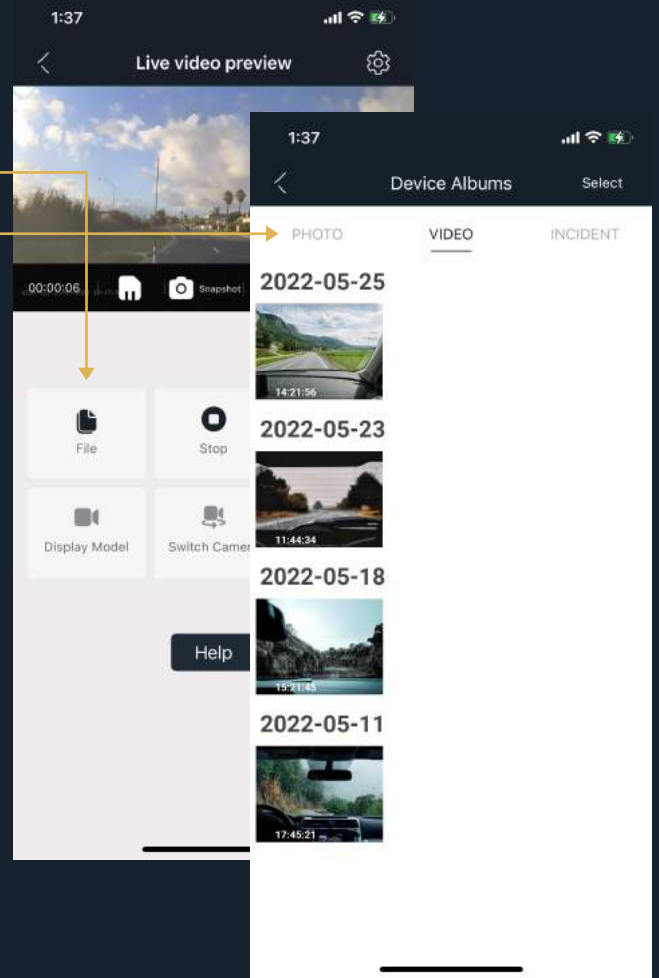 1:37
Live video preview
00:00:06
Snapshot
File
Stop
Display Model
Switch Camer
Help
1:37
Device Albums
Select
PHOTO
VIDEO
INCIDENT
2022-05-25
14:21:56
2022-05-23
11:44:34
2022-05-18
15:21:45
2022-05-11
17:45:21